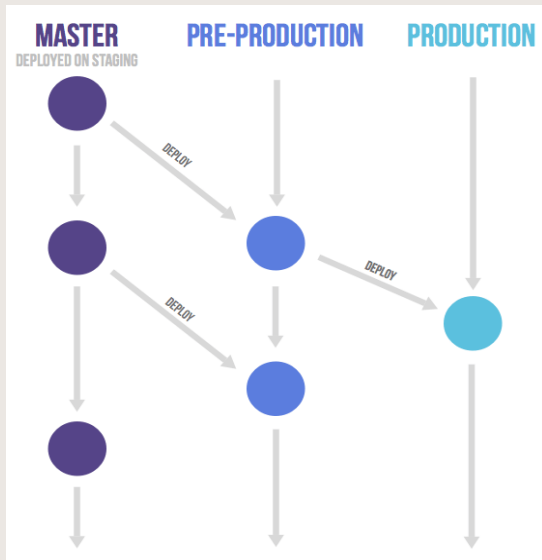 MASTER
DEPLOYED ON STAGING
PRE-PRODUCTION
PRODUCTION
DEPLOY
DEPLOY
DEPLOY